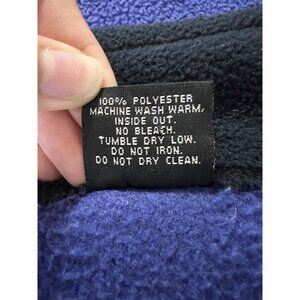 100% POLYESTER
MACHINE WASH WARM,
INSIDE OUT.
NO BLEACH.
TUMBLE DRY LOW.
DO NOT IRON.
DO NOT DRY CLEAN.